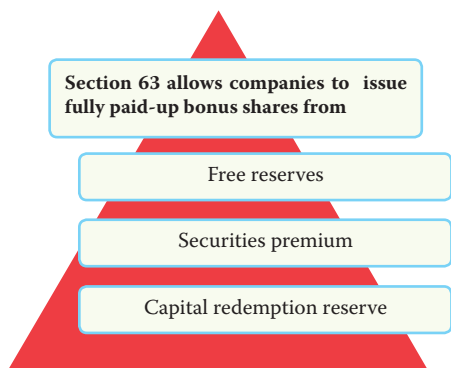 Section 63 allows companies to issue
fully paid-up bonus shares from
Free reserves
Securities premium
Capital redemption reserve